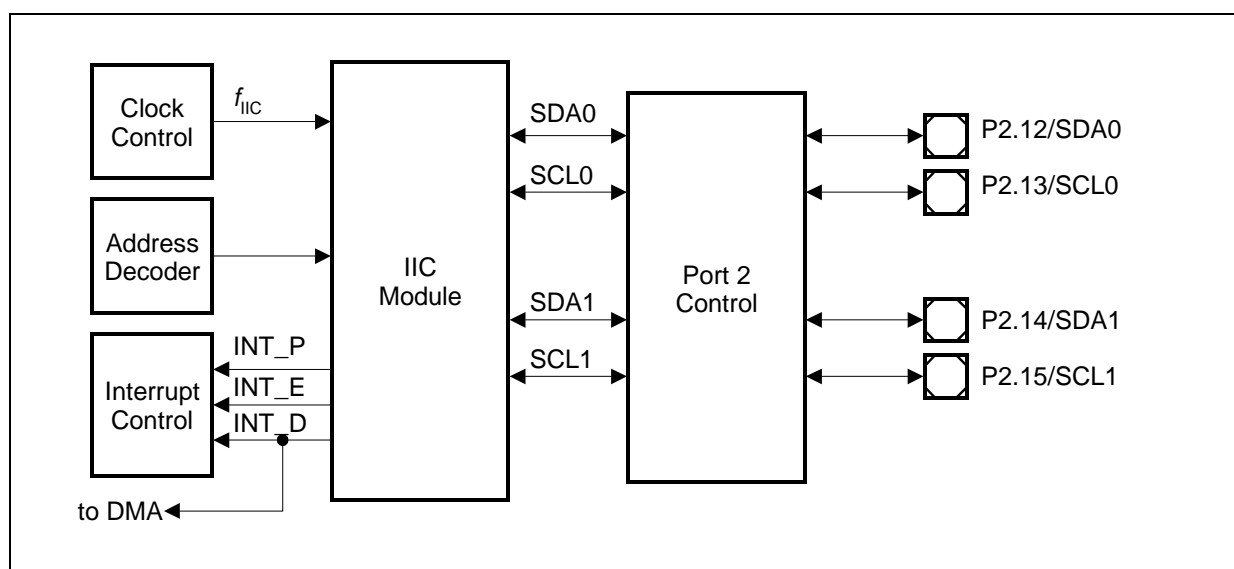 Clock
Control
fIIC
Address
Decoder
Interrupt
Control
INT_P
INT_E
INT_D
to DMA
IIC
Module
SDA0
SCL0
SDA1
SCL1
Port 2
Control
P2.12/SDA0
P2.13/SCL0
P2.14/SDA1
P2.15/SCL1